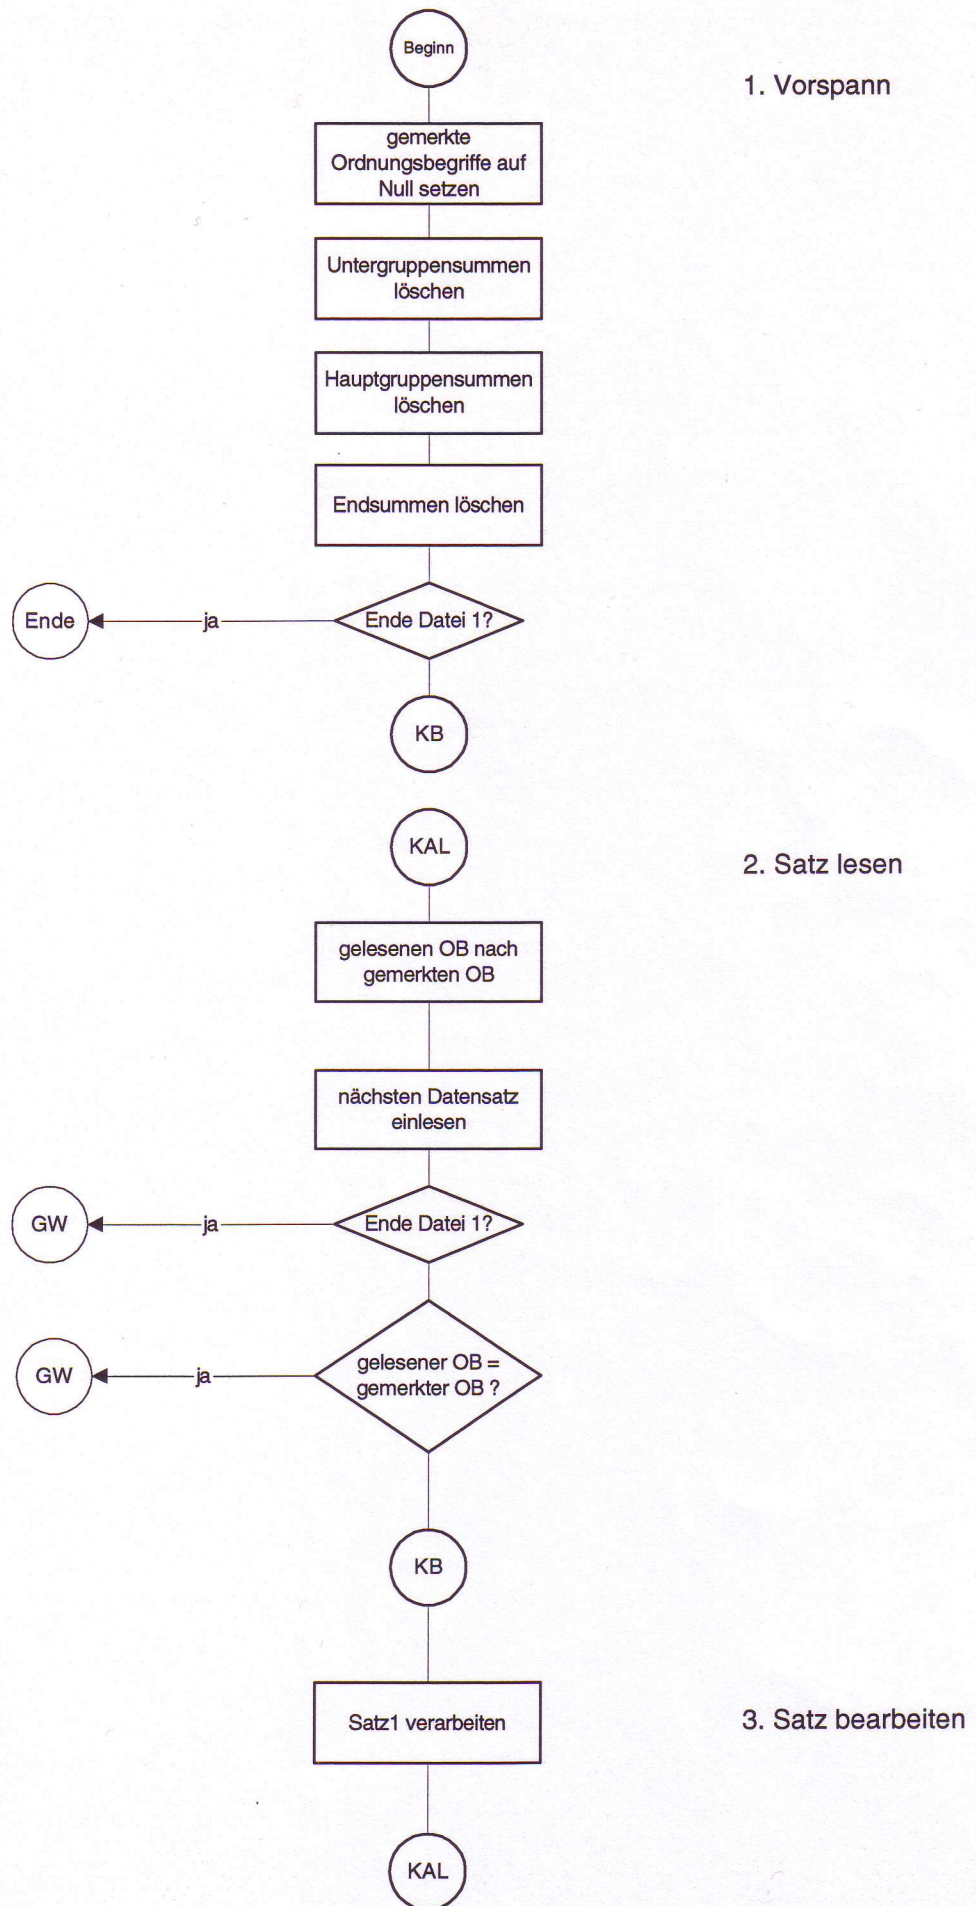 Beginn
1. Vorspann
gemerkte
Ordnungsbegriffe auf
Null setzen
Untergruppensummen
löschen
Hauptgruppensummen
löschen
Endsummen löschen
Ende
ja
Ende Datei 1?
KB
KAL
2. Satz lesen
gelesenen OB nach
gemerkten OB
nächsten Datensatz
einlesen
GW
ja
Ende Datei 1?
GW
ja
gelesener OB =
gemerkter OB ?
KB
Satz1 verarbeiten
3. Satz bearbeiten
KAL